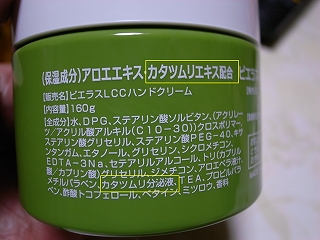 (保湿成分)アロエエキス・カタツムリエキス配合
【販売名】ピエラスLCCハンドクリーム
【内容量】160g
【全成分】水、DPG、ステアリン酸ソルビタン、(アクリレー
ツ/アクリル酸アルキル(C10-30))クロスポリマー、
ステアリン酸グリセリル、ステアリン酸PEG-40、キサ
ンタンガム、エタノール、グリセリン、シクロメチコン、
EDTA-3Na、セテアリルアルコール、トリ(カプリル
酸/カプリン酸)グリセリル、ジメチコン、アロエベラ液汁、
カタツムリ分泌液、TEA、プロピルパラ
メチルパラベン、
ベン、酢酸トコフェロール、ベタイン、ミツロウ、香料
ピエラ